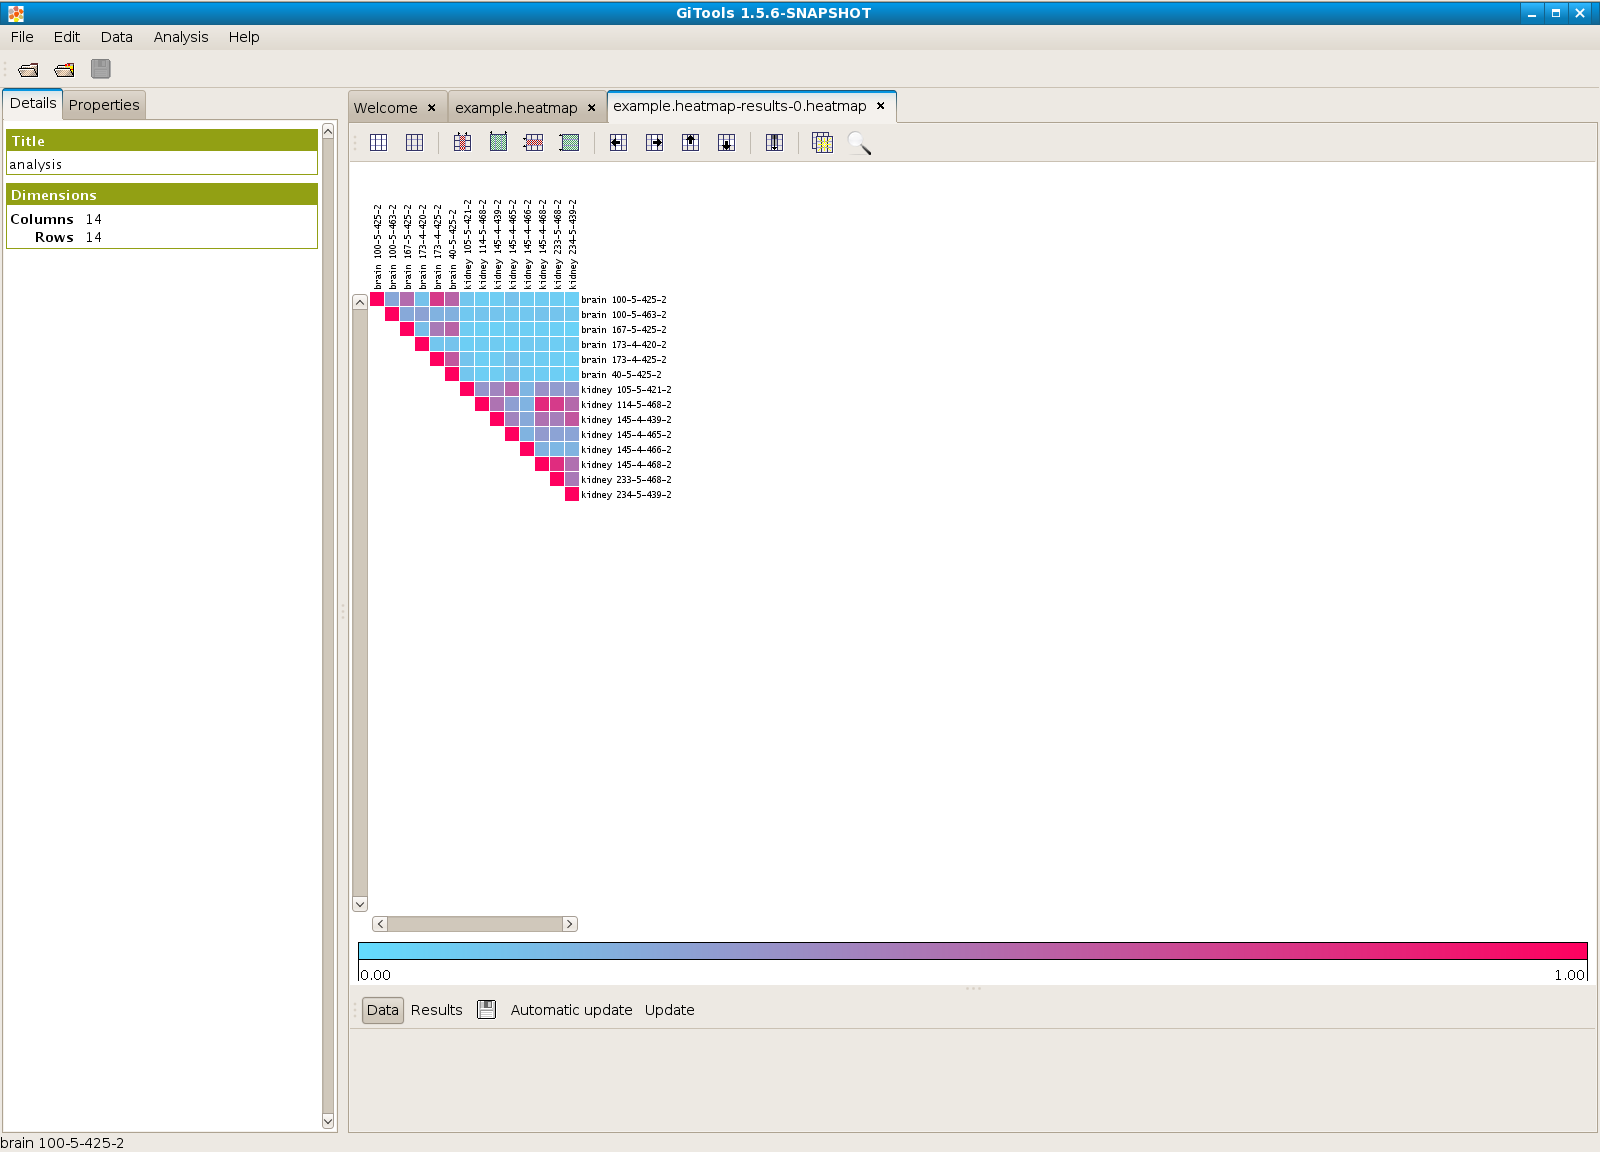 GiTools 1.5.6-SNAPSHOT
File Edit Data Analysis Help
Details Properties
Title
analysis
Dimensions
Columns 14
Rows 14
Welcome example.heatmap example.heatmap-results-0.heatmap
brain 100-5-425-2
brain 100-5-463-2
brain 167-5-425-2
brain 173-4-420-2
brain 173-4-425-2
brain 40-5-425-2
kidney 105-5-421-2
kidney 114-5-468-2
kidney 145-4-439-2
kidney 145-4-465-2
kidney 145-4-466-2
kidney 145-4-468-2
kidney 233-5-468-2
kidney 234-5-439-2
brain 100-5-425-2
brain 100-5-463-2
brain 167-5-425-2
brain 173-4-420-2
brain 173-4-425-2
brain 40-5-425-2
kidney 105-5-421-2
kidney 114-5-468-2
kidney 145-4-439-2
kidney 145-4-465-2
kidney 145-4-466-2
kidney 145-4-468-2
kidney 233-5-468-2
kidney 234-5-439-2
0.00 1.00
Data Results Automatic update Update
brain 100-5-425-2